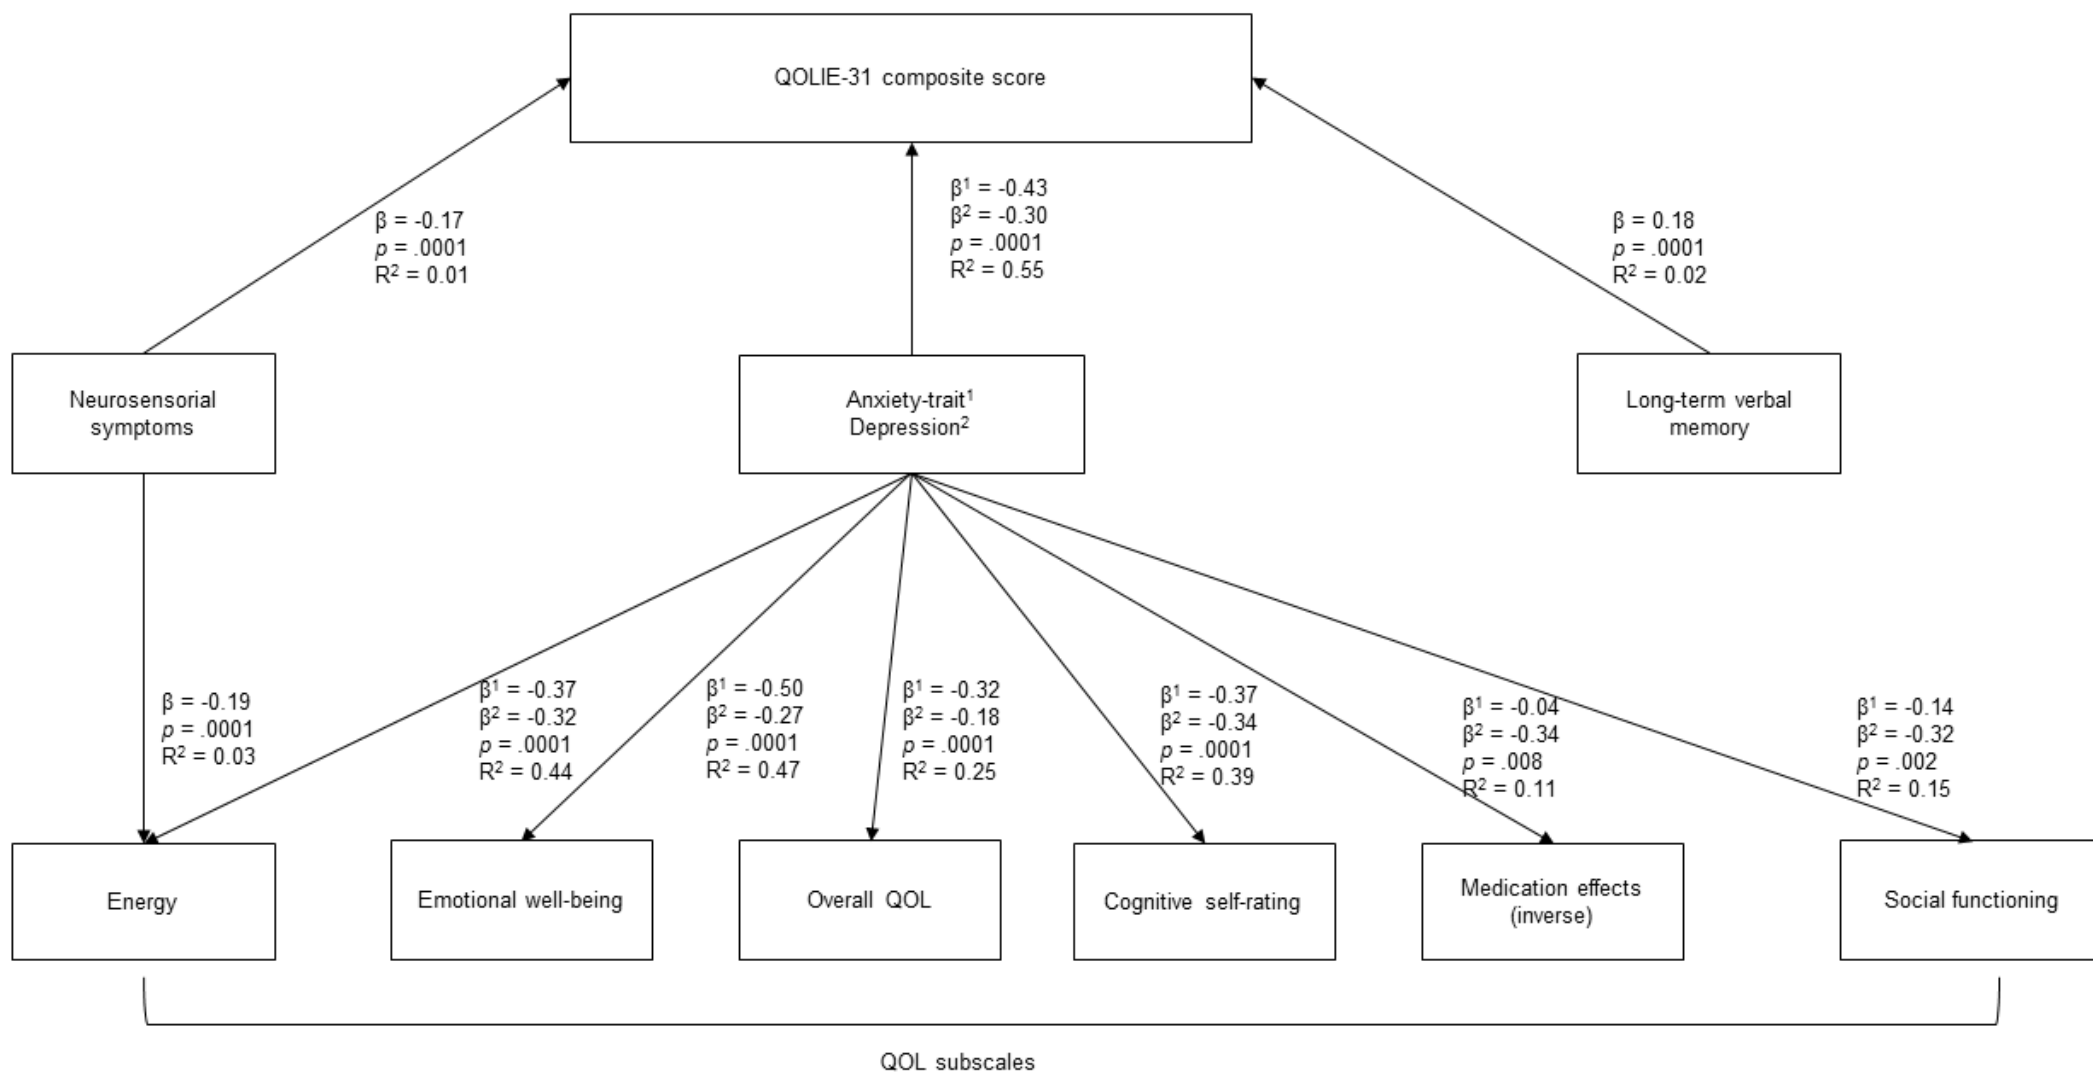 QOLIE-31 composite score
β = -0.17
p = .0001
R² = 0.01
β¹ = -0.43
β² = -0.30
p = .0001
R² = 0.55
β = 0.18
p = .0001
R² = 0.02
Neurosensorial
symptoms
Anxiety-trait¹
Depression²
Long-term verbal
memory
β = -0.19
p = .0001
R² = 0.03
β¹ = -0.37
β² = -0.32
p = .0001
R² = 0.44
β¹ = -0.50
β² = -0.27
p = .0001
R² = 0.47
β¹ = -0.32
β² = -0.18
p = .0001
R² = 0.25
β¹ = -0.37
β² = -0.34
p = .0001
R² = 0.39
β¹ = -0.04
β² = -0.34
p = .008
R² = 0.11
β¹ = -0.14
β² = -0.32
p = .002
R² = 0.15
Energy
Emotional well-being
Overall QOL
Cognitive self-rating
Medication effects
(inverse)
Social functioning
QOL subscales